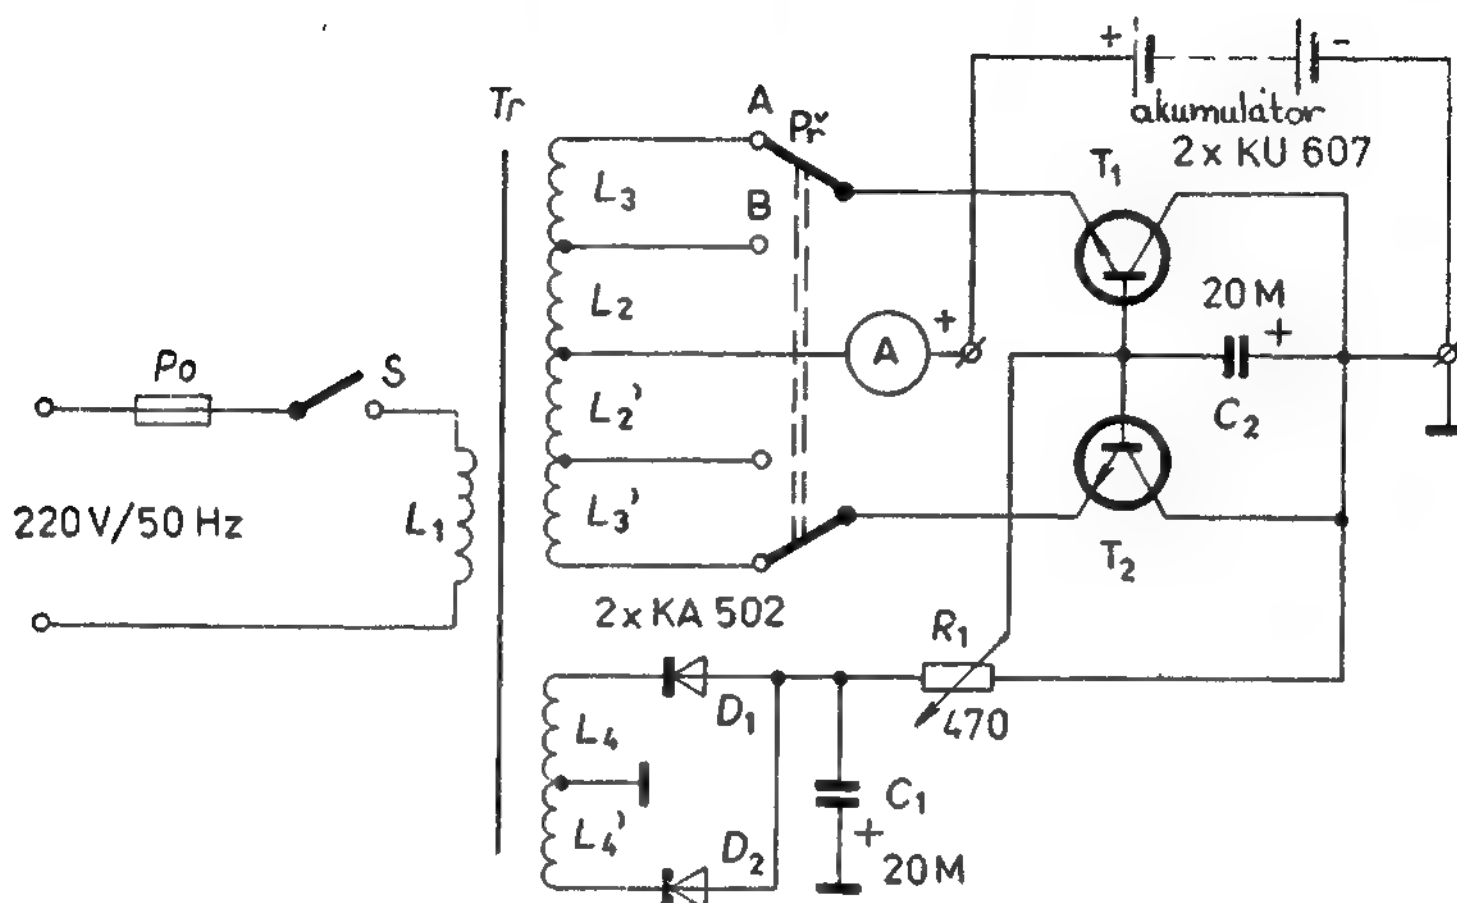 + -
akumulátor
2 x KU 607
Tr
A
Př
T1
L3
B
20 M
+
L2
A
+
Po
S
L2'
C2
220 V/50 Hz
L1
L3'
T2
2 x KA 502
R1
D1
470
L4
C1
L4'
D2
+
20 M